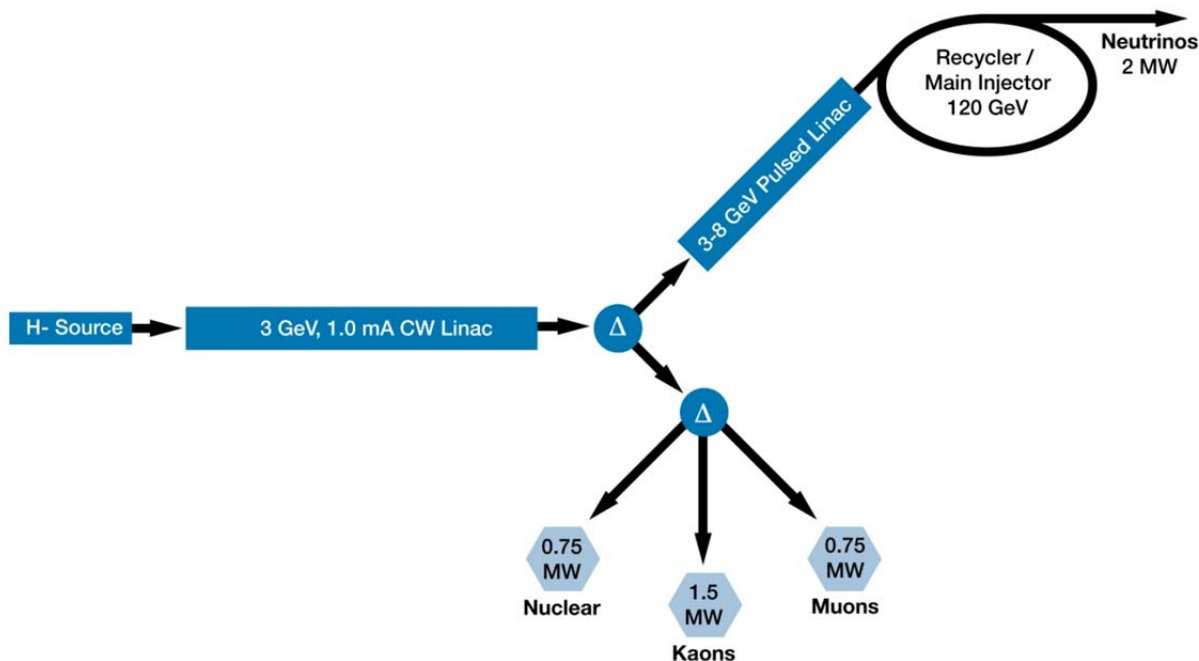 Neutrinos
2 MW
Recycler /
Main Injector
120 GeV
3-8 GeV Pulsed Linac
H- Source
3 GeV, 1.0 mA CW Linac
Δ
Δ
0.75
MW
Nuclear
1.5
MW
Kaons
0.75
MW
Muons